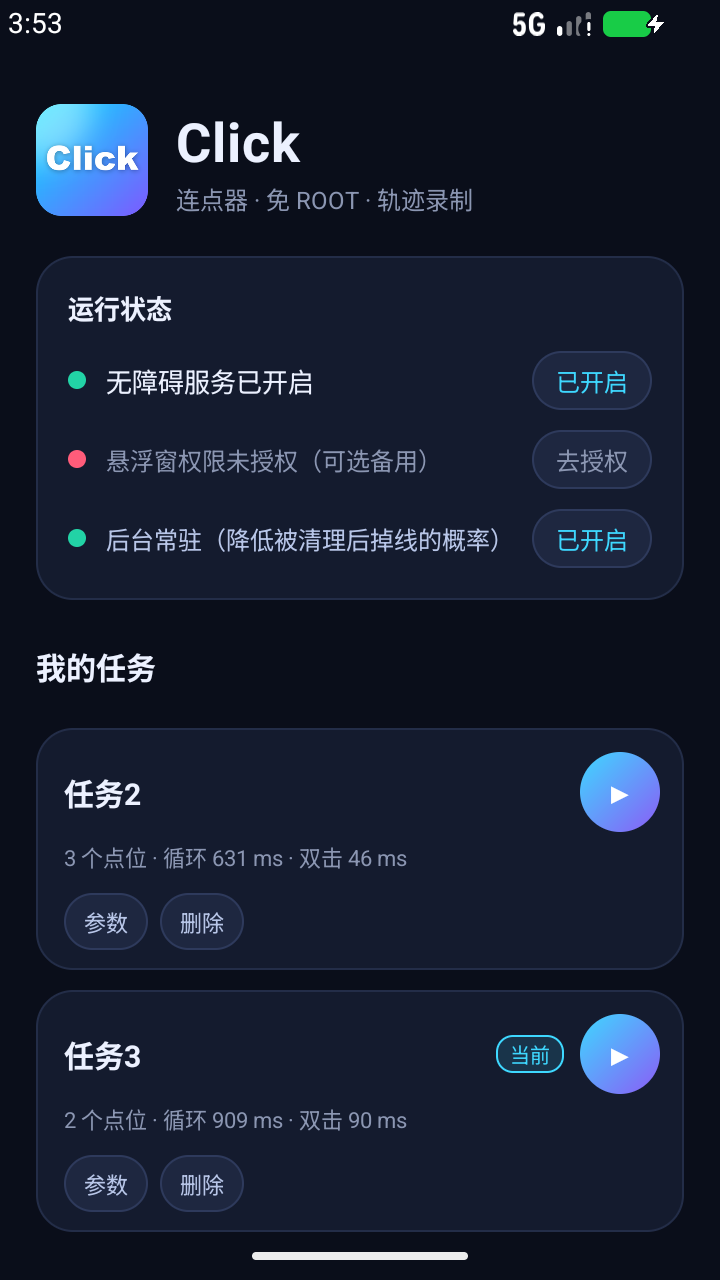 3:53
5G
Click
Click
连点器 · 免 ROOT · 轨迹录制
运行状态
无障碍服务已开启
已开启
悬浮窗权限未授权（可选备用）
去授权
后台常驻（降低被清理后掉线的概率）
已开启
我的任务
任务2
3 个点位 · 循环 631 ms · 双击 46 ms
参数
删除
任务3
当前
2 个点位 · 循环 909 ms · 双击 90 ms
参数
删除